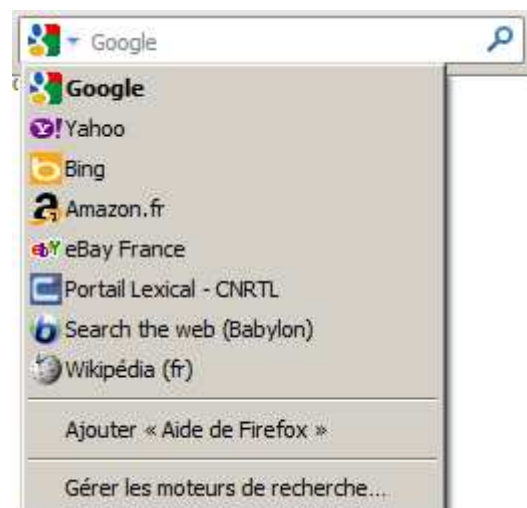 Google
Google
Yahoo
Bing
Amazon.fr
eBay France
Portail Lexical - CNRTL
Search the web (Babylon)
Wikipédia (fr)
Ajouter « Aide de Firefox »
Gérer les moteurs de recherche...